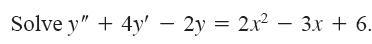 Solve y″ + 4y′ − 2y = 2x² − 3x + 6.